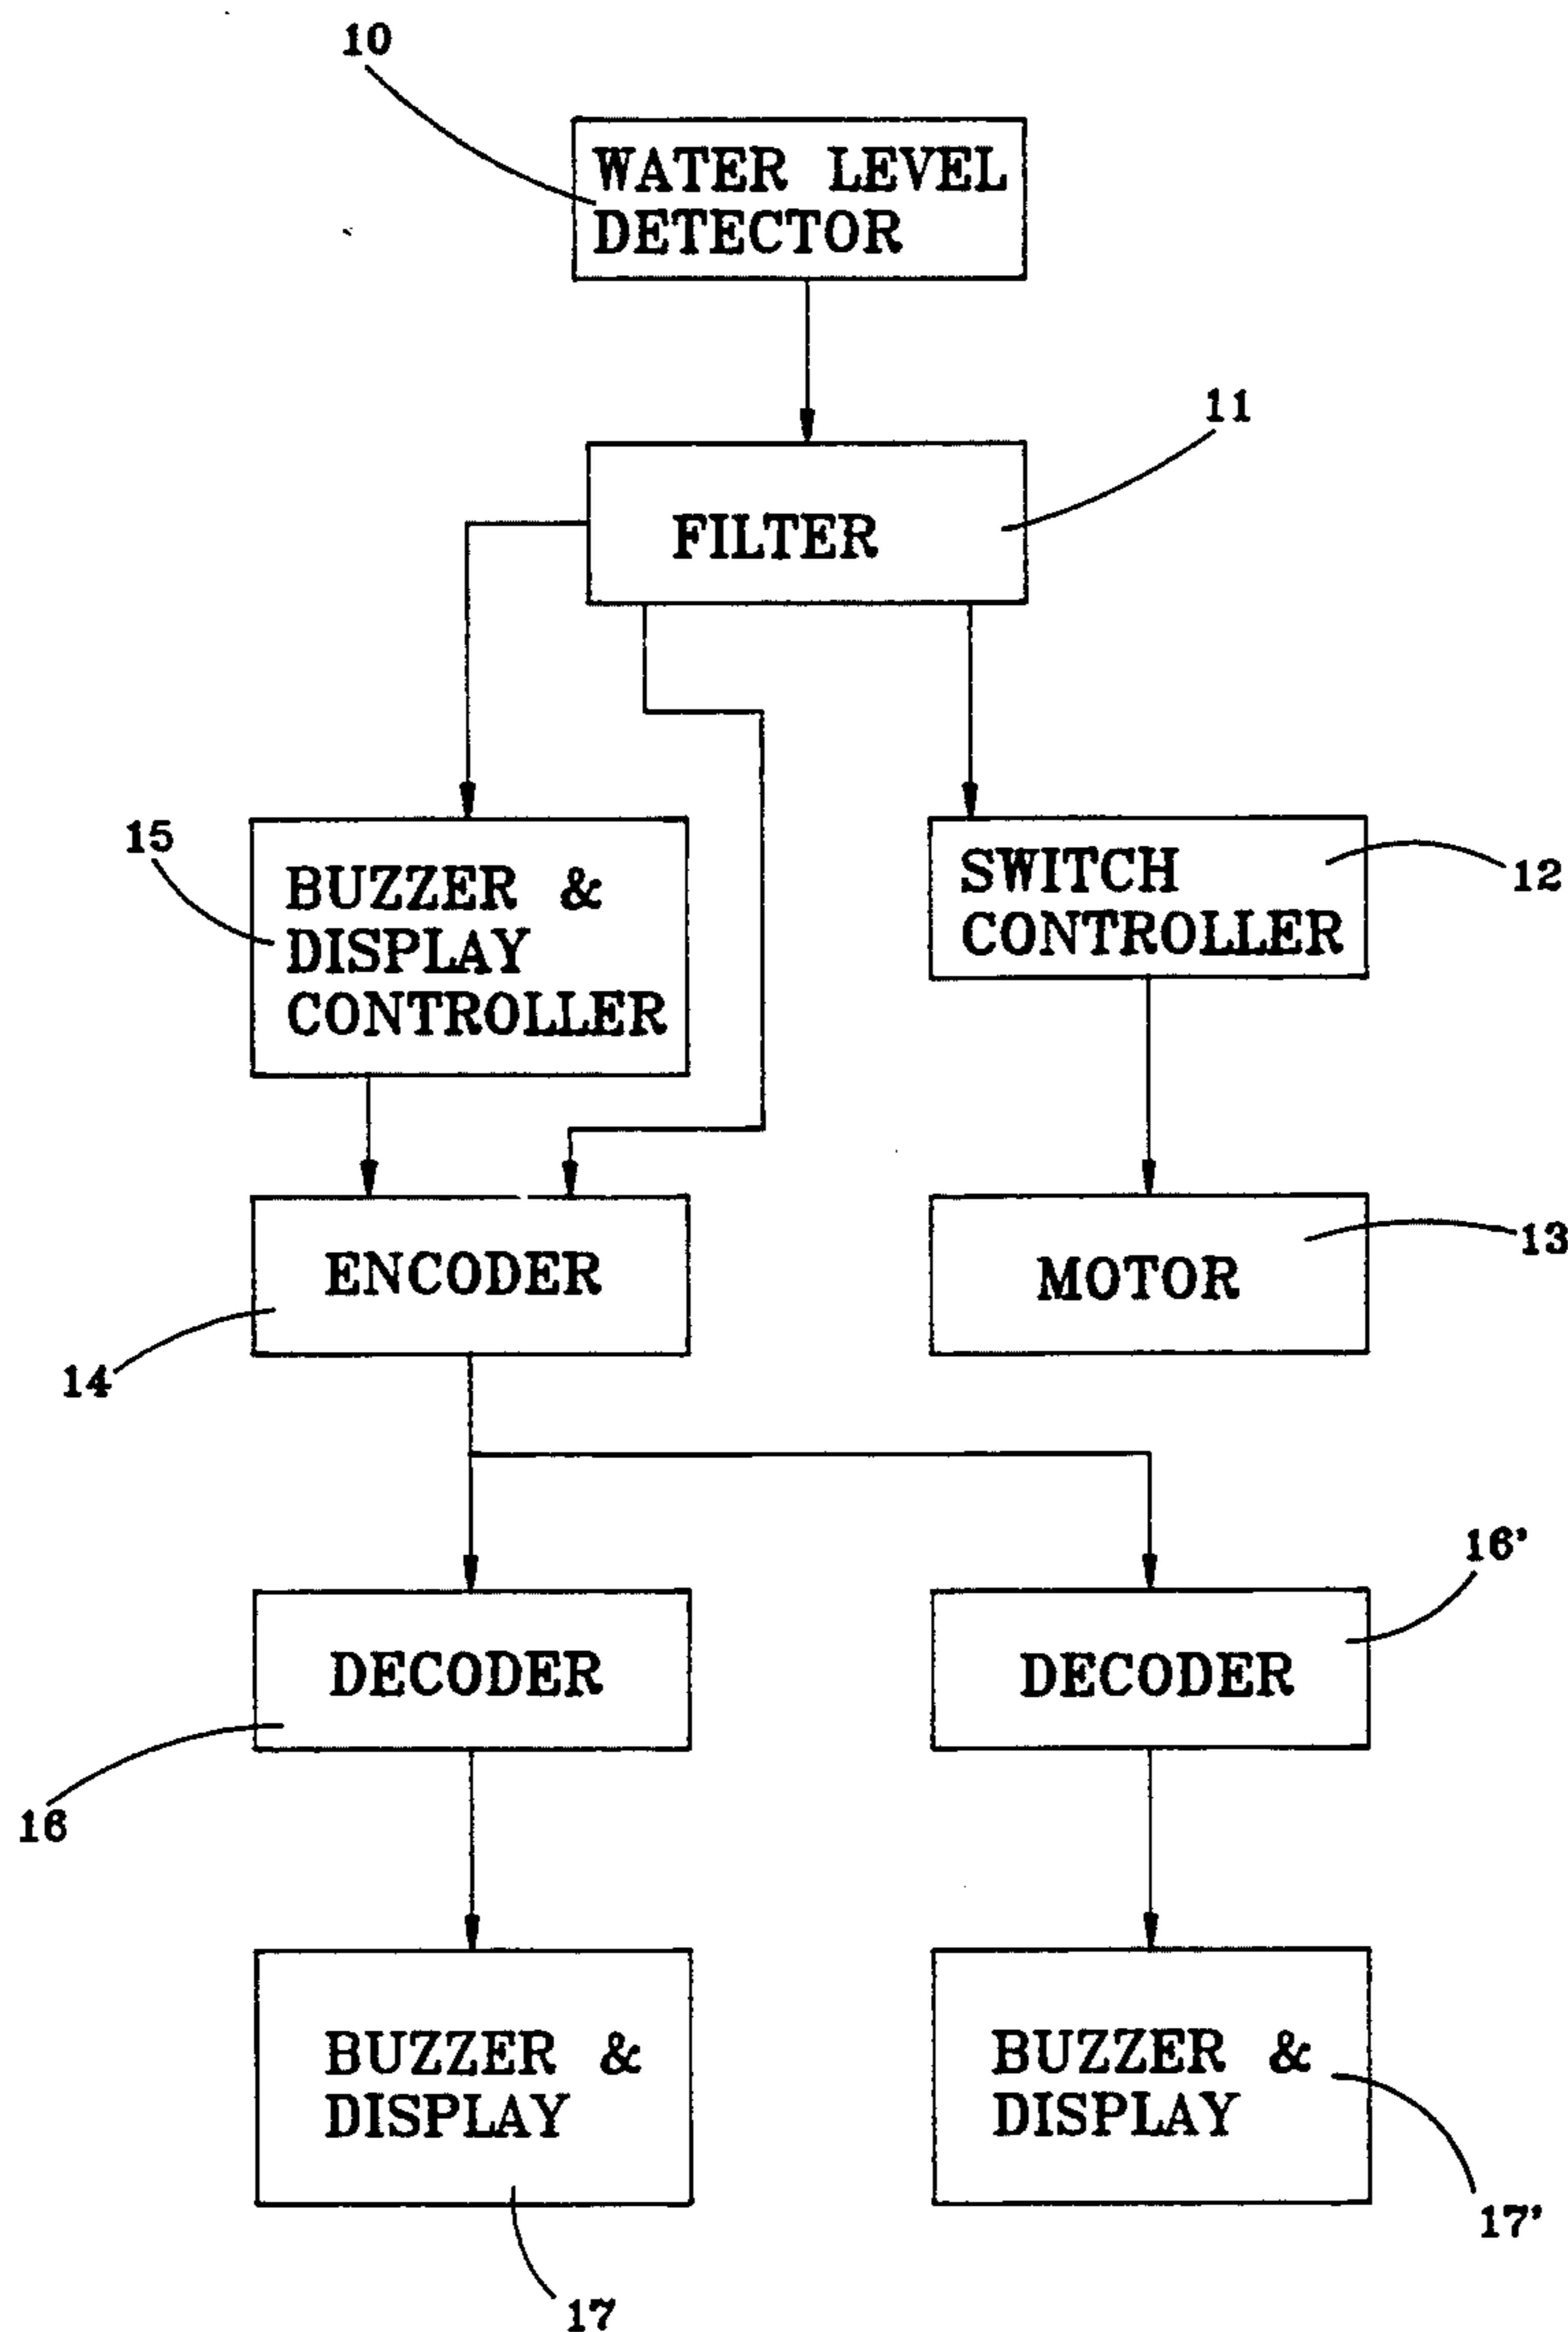 10
WATER LEVEL
DETECTOR
11
FILTER
15
BUZZER &
DISPLAY
CONTROLLER
SWITCH
CONTROLLER
12
ENCODER
14
MOTOR
13
DECODER
16
DECODER
16'
BUZZER &
DISPLAY
17
BUZZER &
DISPLAY
17'